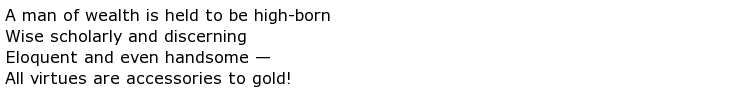 A man of wealth is held to be high-born
Wise scholarly and discerning
Eloquent and even handsome —
All virtues are accessories to gold!